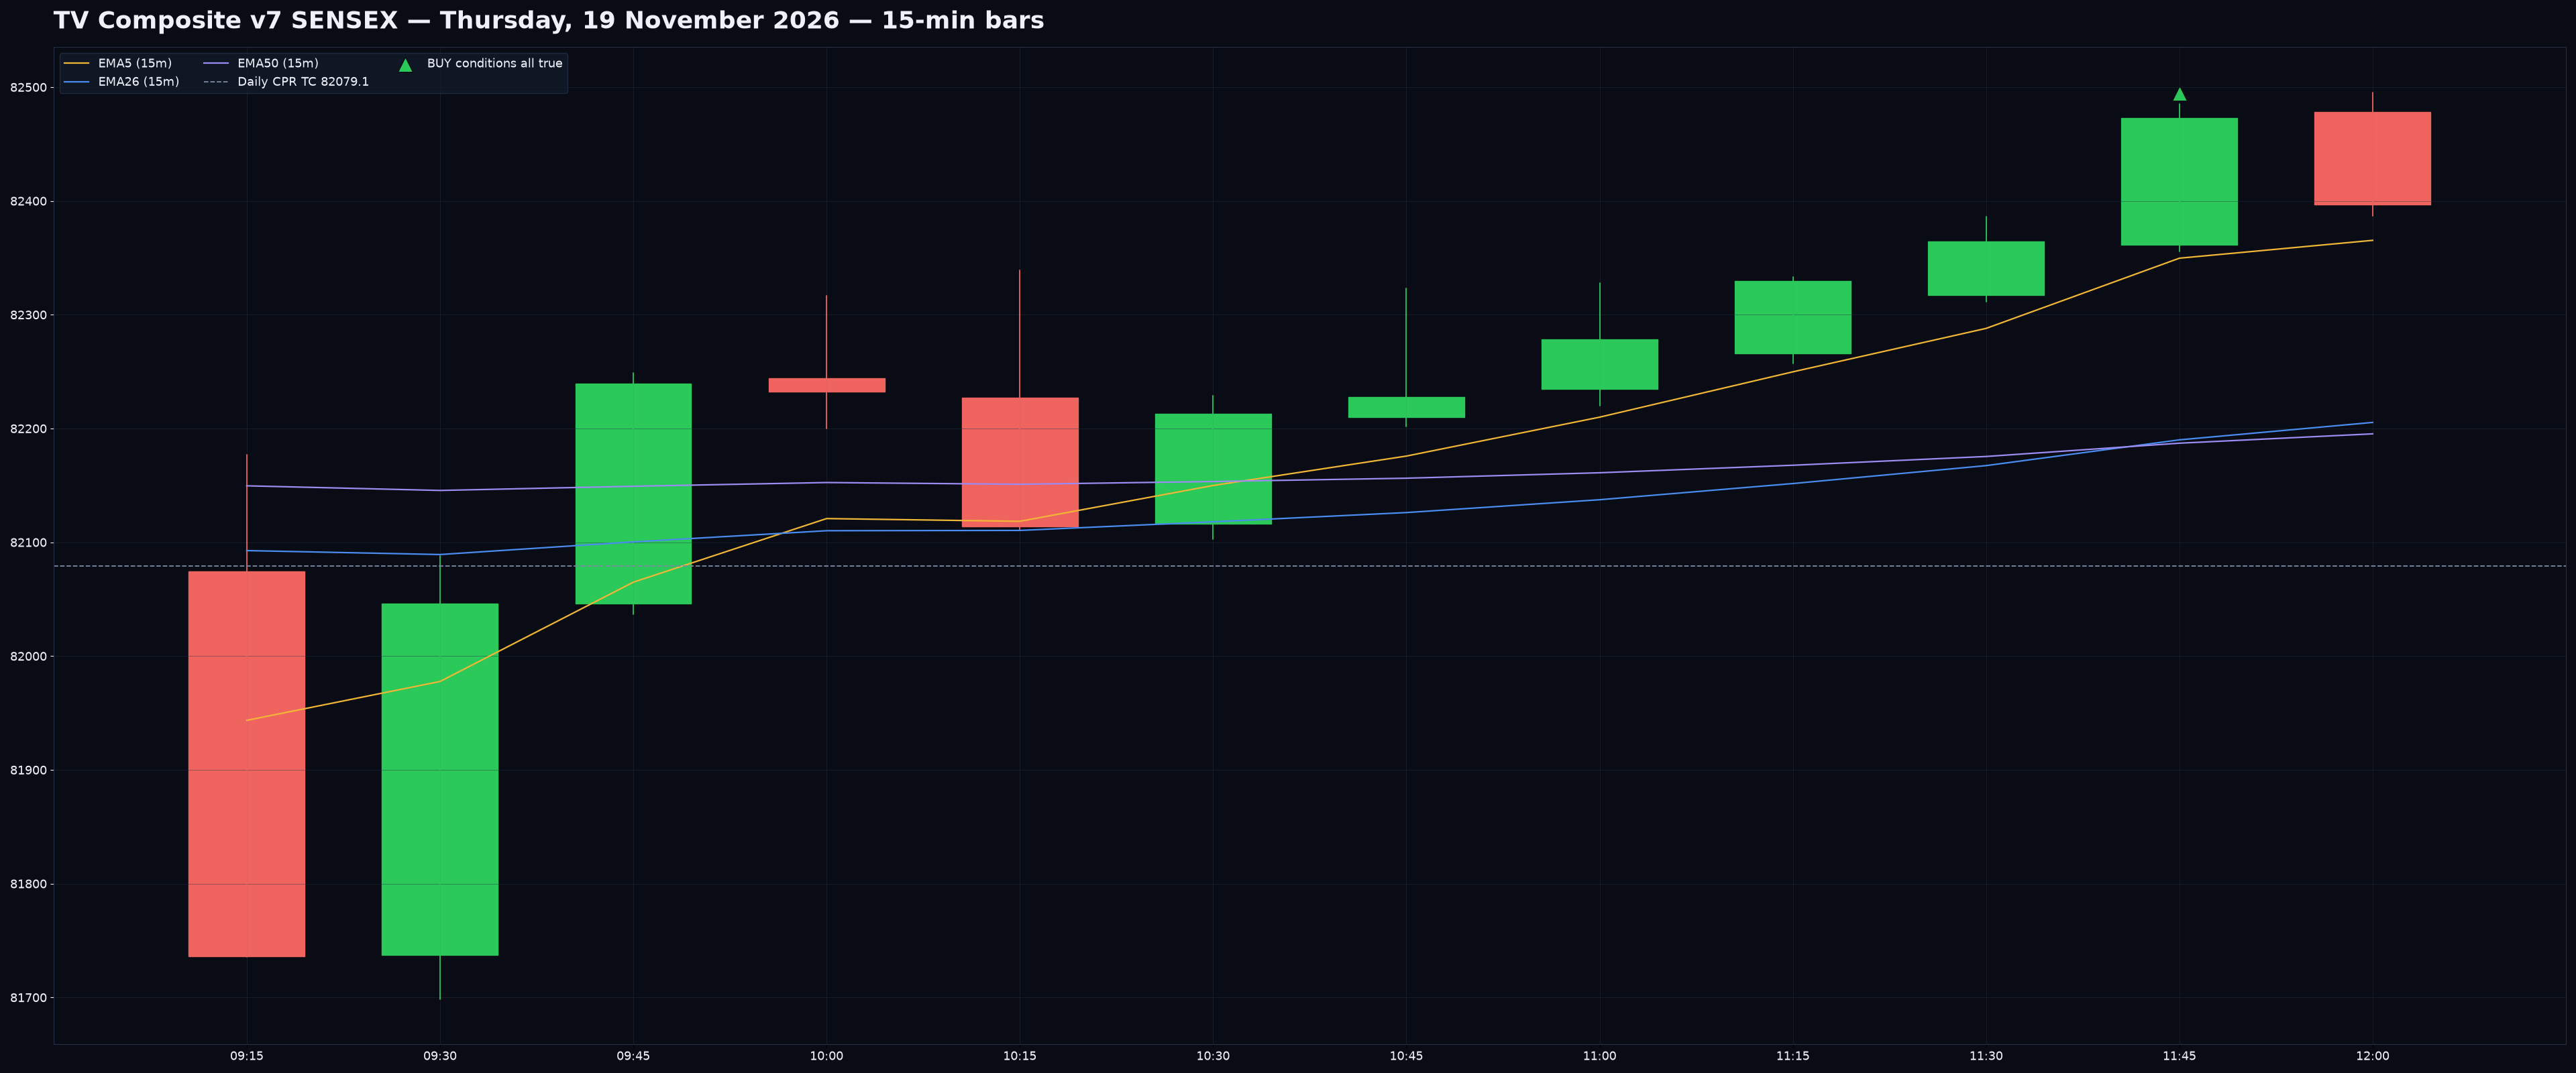 TV Composite v7 SENSEX — Thursday, 19 November 2026 — 15-min bars
EMA5 (15m)
EMA26 (15m)
EMA50 (15m)
Daily CPR TC 82079.1
BUY conditions all true
82500
82400
82300
82200
82100
82000
81900
81800
81700
09:15 09:30 09:45 10:00 10:15 10:30 10:45 11:00 11:15 11:30 11:45 12:00